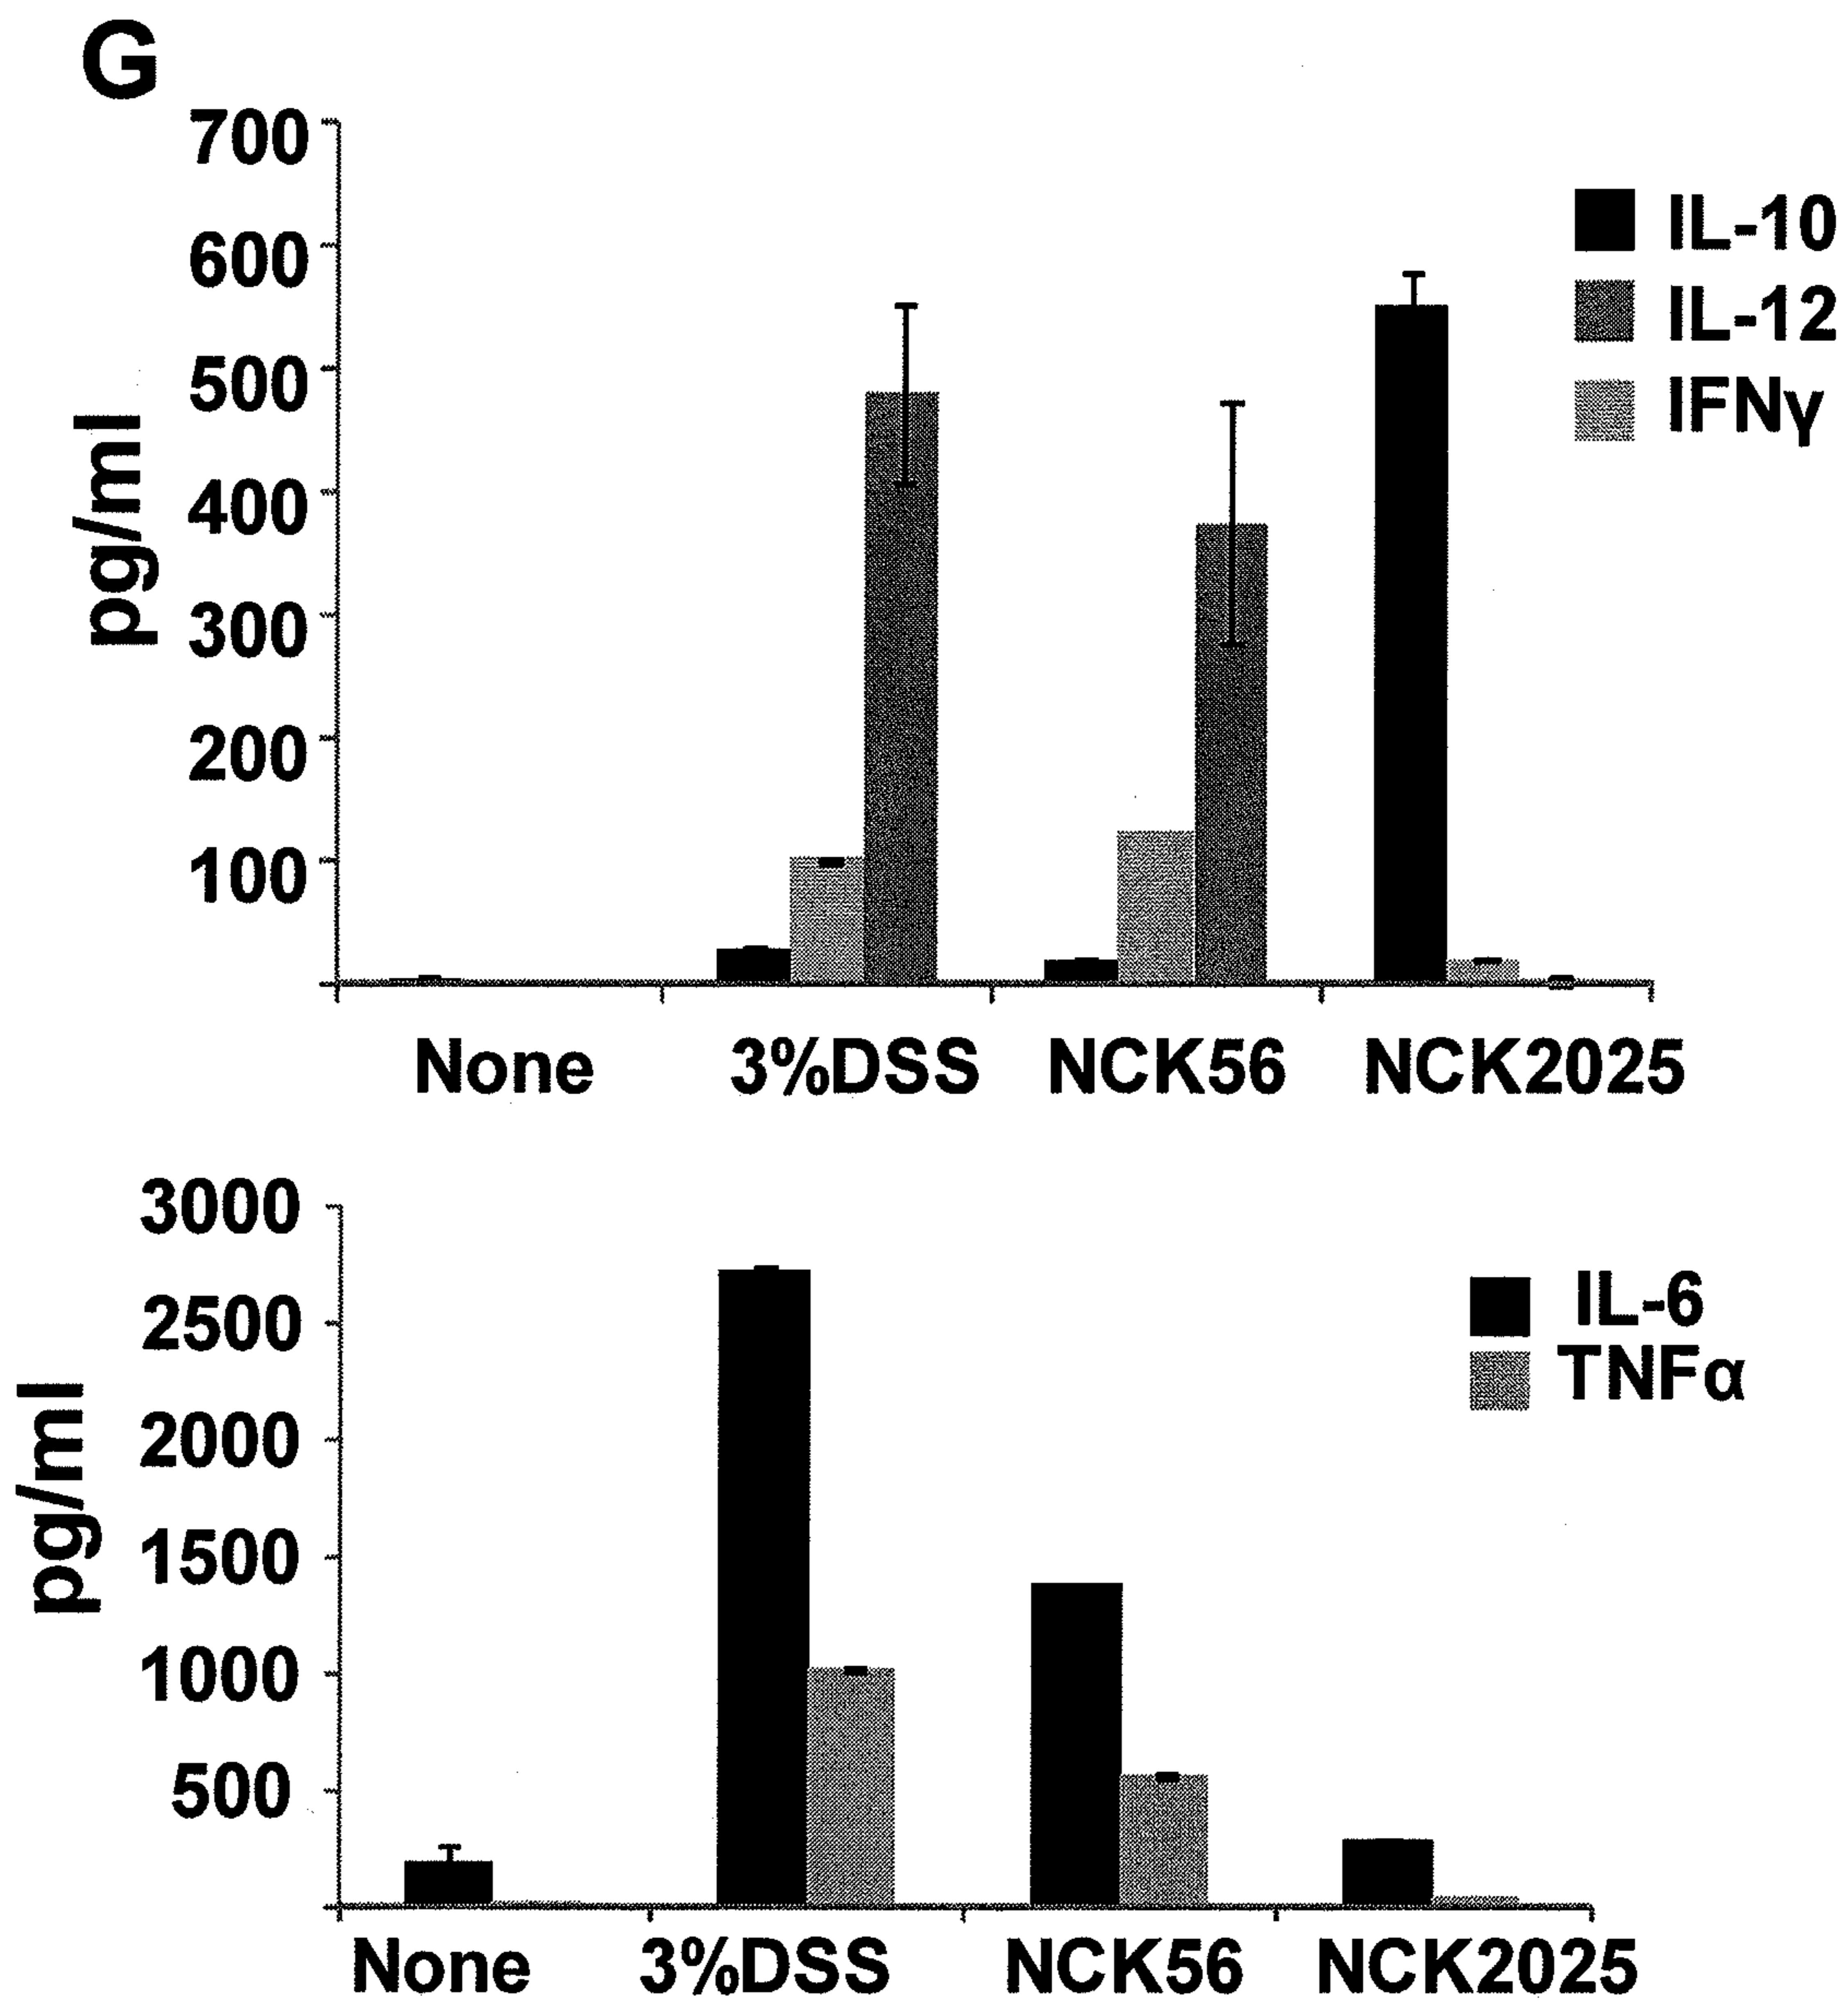 G
700
600
500
400
300
200
100
pg/ml
IL-10
IL-12
IFNγ
None 3%DSS NCK56 NCK2025
3000
2500
2000
1500
1000
500
pg/ml
IL-6
TNFα
None 3%DSS NCK56 NCK2025